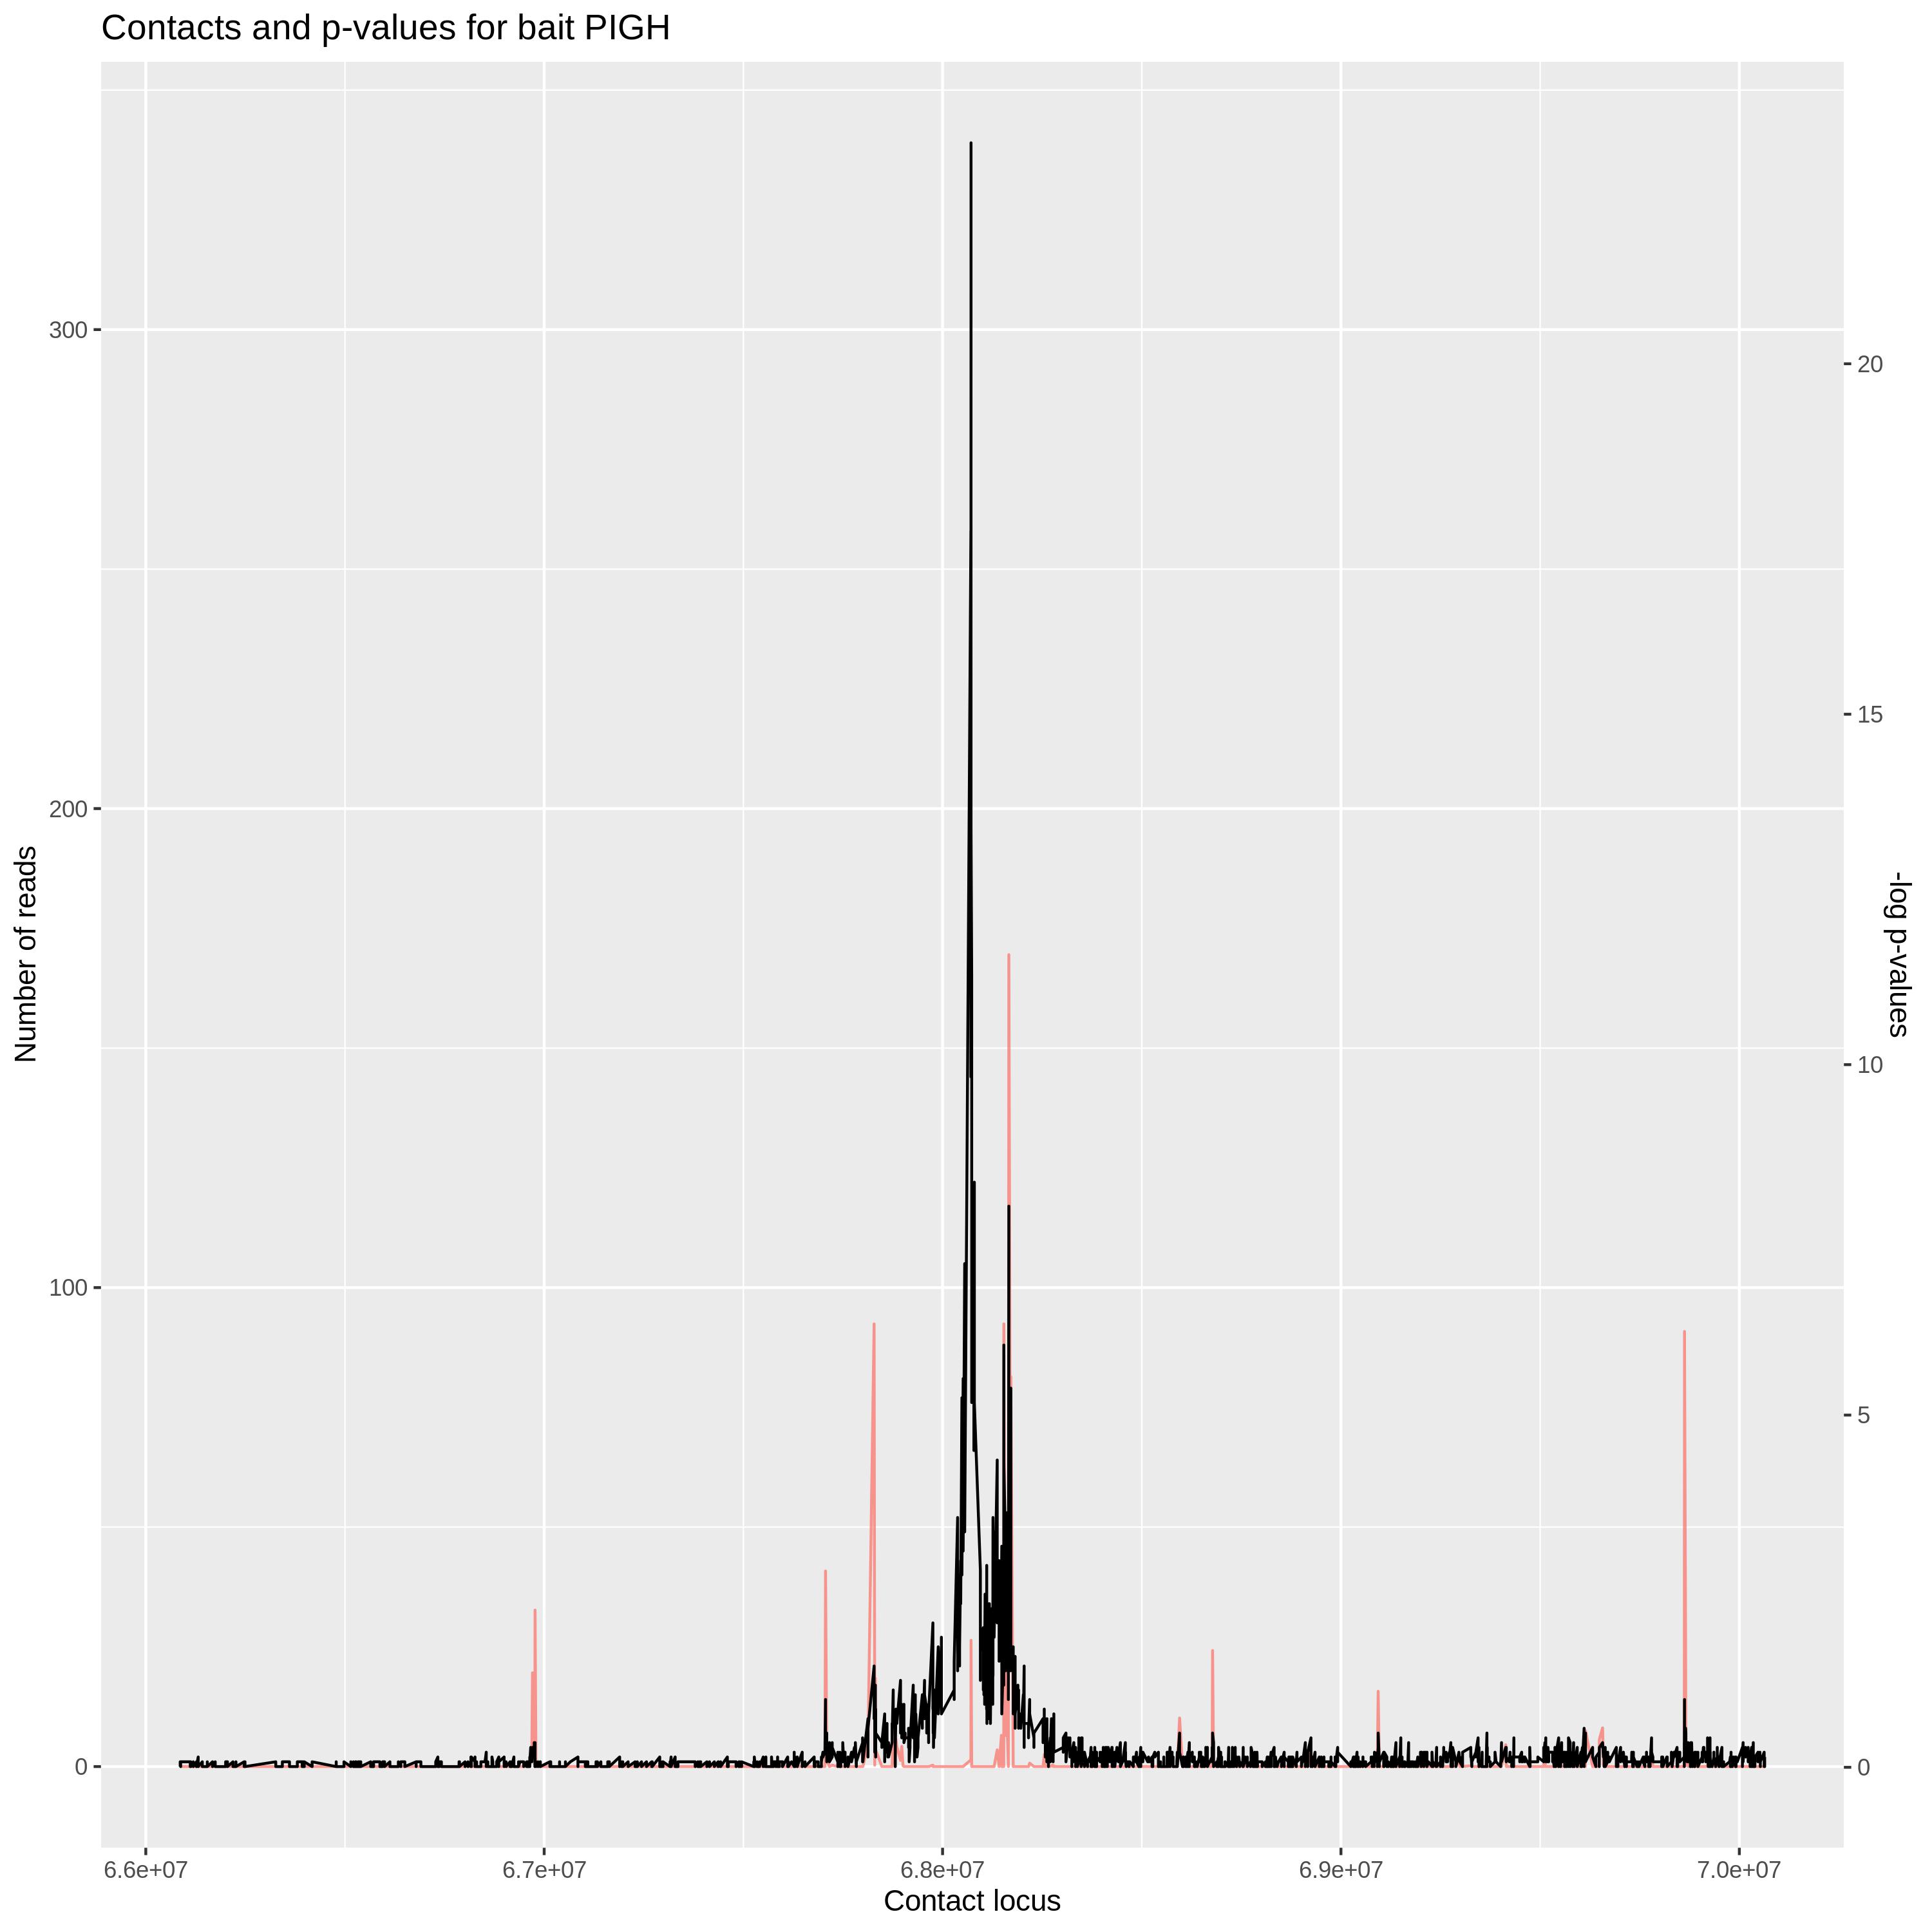 Contacts and p-values for bait PIGH
300
200
100
0
Number of reads
20
15
10
5
0
-log p-values
6.6e+07
6.7e+07
6.8e+07
6.9e+07
7.0e+07
Contact locus